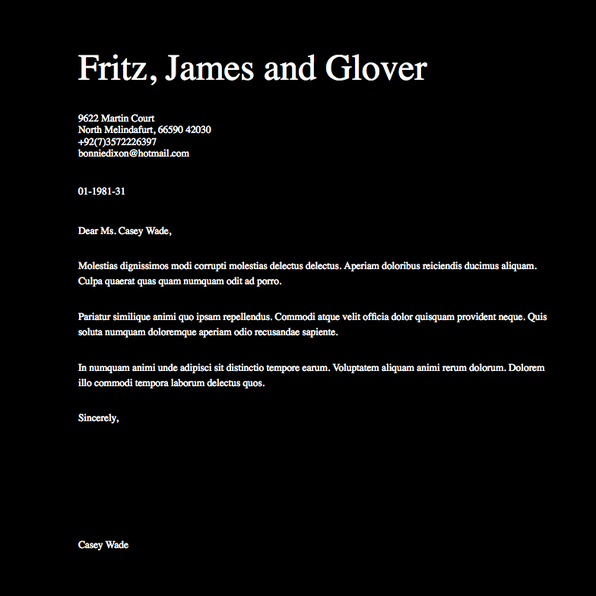 Fritz, James and Glover
9622 Martin Court
North Melindafurt, 66590 42030
+92(7)3572226397
bonniedixon@hotmail.com
01-1981-31
Dear Ms. Casey Wade,
Molestias dignissimos modi corrupti molestias delectus delectus. Aperiam doloribus reiciendis ducimus aliquam.
Culpa quaerat quas quam numquam odit ad porro.
Pariatur similique animi quo ipsam repellendus. Commodi atque velit officia dolor quisquam provident neque. Quis
soluta numquam doloremque aperiam odio recusandae sapiente.
In numquam animi unde adipisci sit distinctio tempore earum. Voluptatem aliquam animi rerum dolorum. Dolorem
illo commodi tempora laborum delectus quos.
Sincerely,
Casey Wade